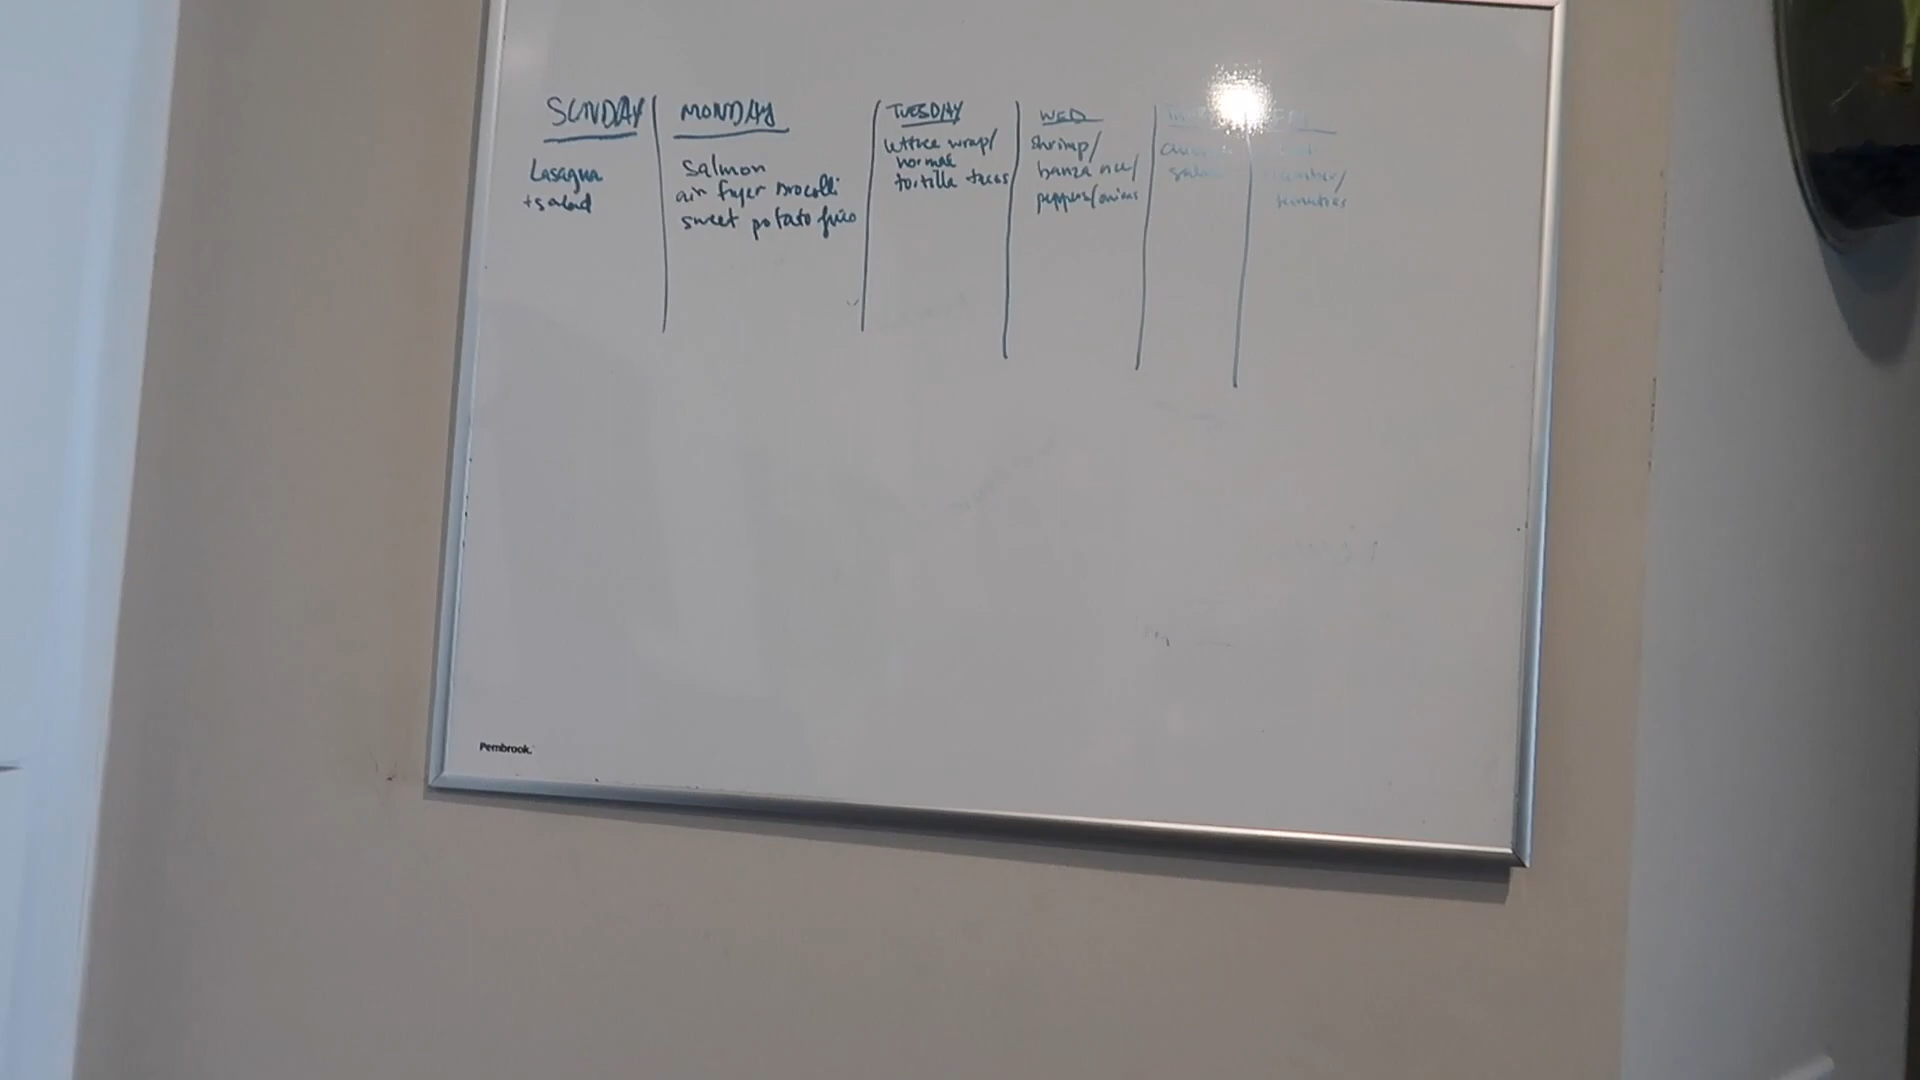 SUNDAY
Lasagna
+ salad
MONDAY
Salmon
air fryer brocolli
sweet potato fries
TUESDAY
lettuce wrap/
normal
tortilla tacos
WED
shrimp/
banza rice/
peppers/onions
Pembrook.